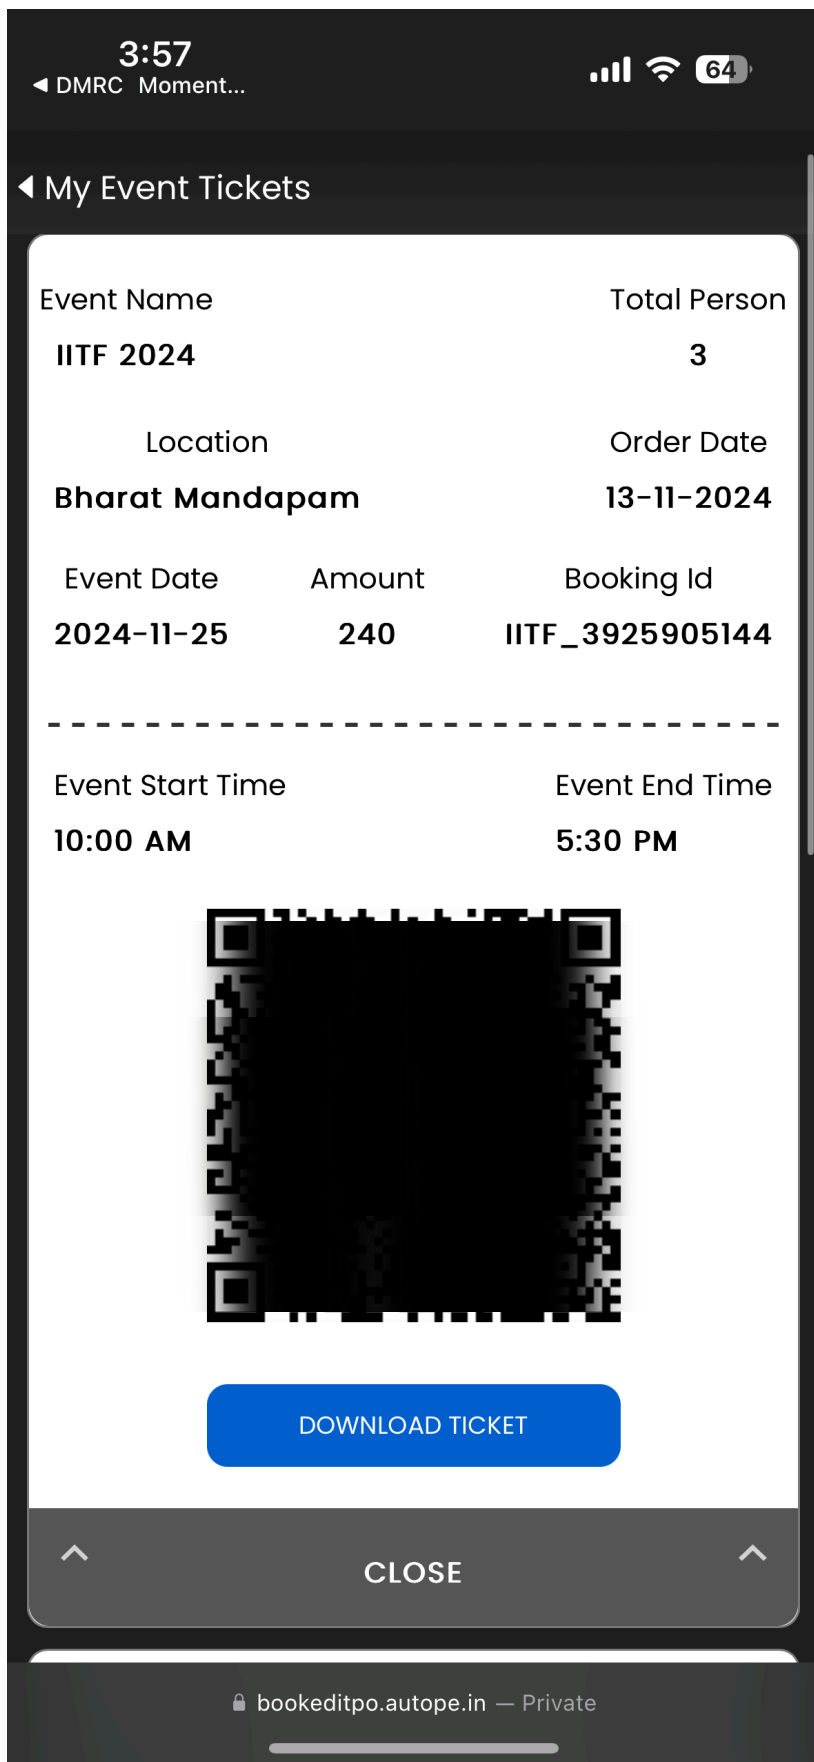 3:57
64
◀ DMRC Moment...
My Event Tickets
Event Name Total Person
IITF 2024 3
Location Order Date
Bharat Mandapam 13-11-2024
Event Date Amount Booking Id
2024-11-25 240 IITF_3925905144
Event Start Time Event End Time
10:00 AM 5:30 PM
DOWNLOAD TICKET
CLOSE
bookeditpo.autope.in — Private